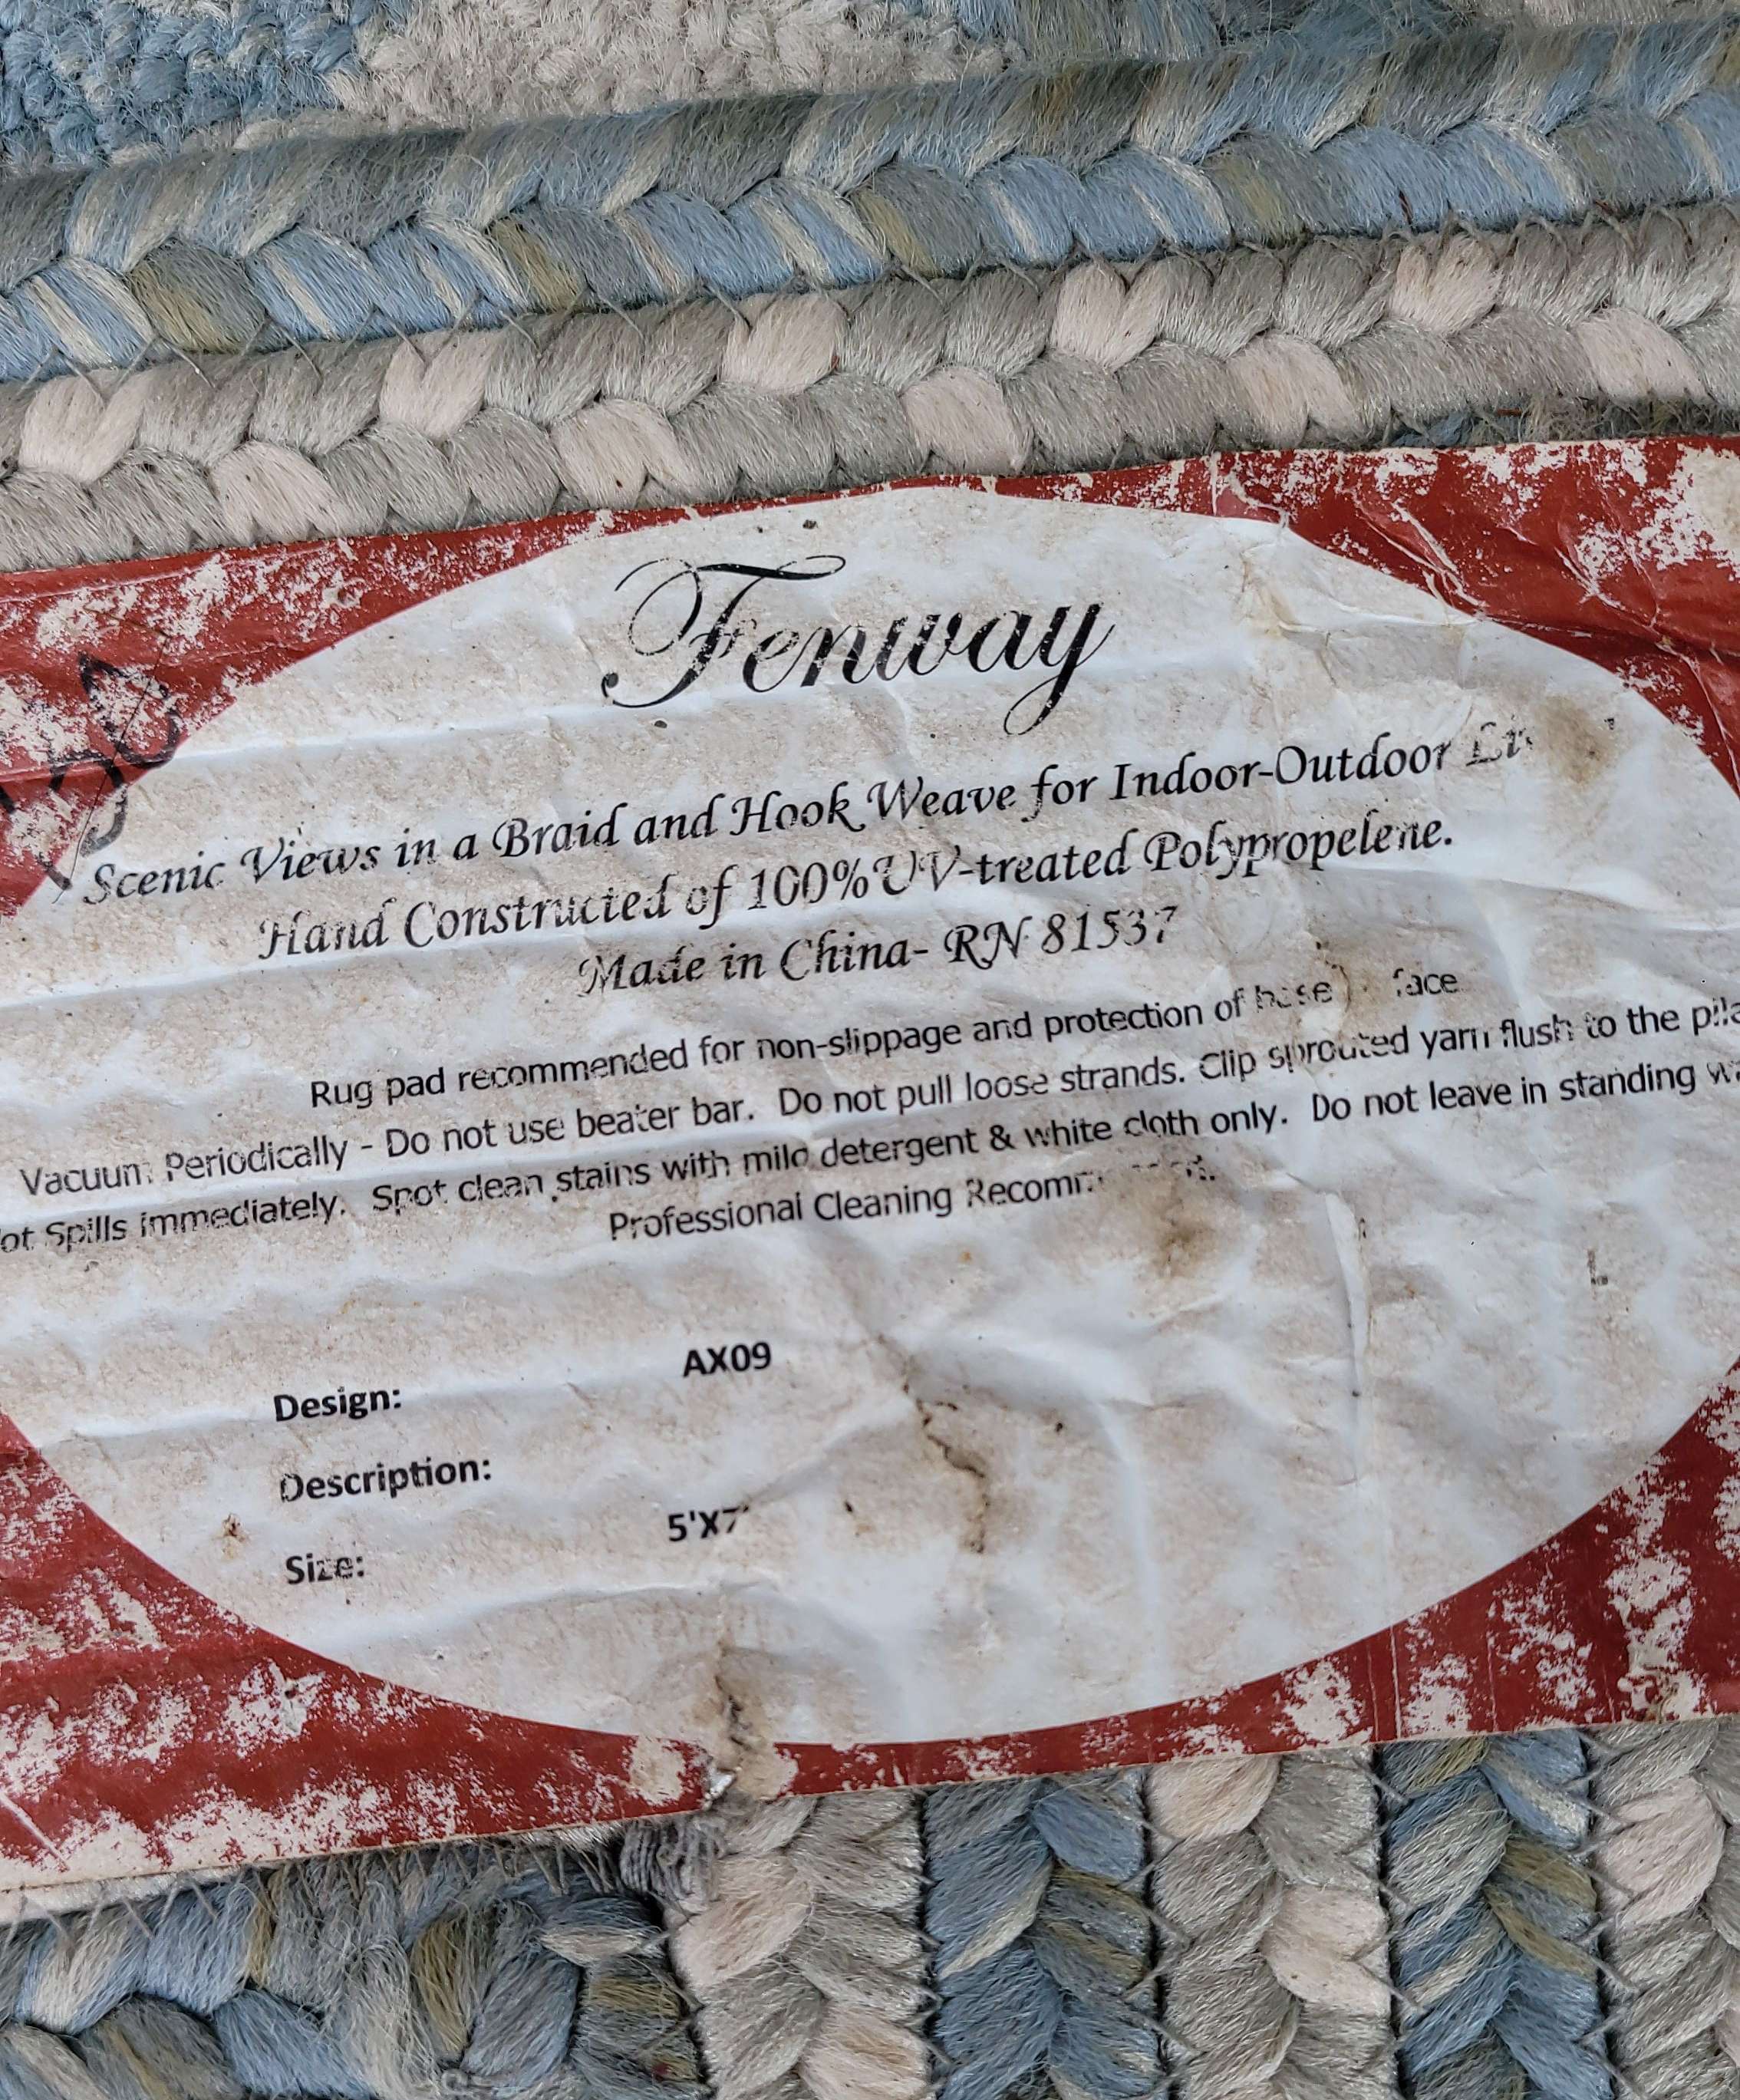 Fenway
Scenic Views in a Braid and Hook Weave for Indoor-Outdoor
Hand Constructed of 100% UV-treated Polypropelene.
Made in China- RN 81537
Rug pad recommended for non-slippage and protection of
Vacuum Periodically - Do not use beater bar. Do not pull loose strands. Clip sprouted yarn flush to the
Spills immediately. Spot clean stains with mild detergent & white cloth only. Do not leave in standing
Professional Cleaning
AX09
Design:
Description:
5'X7'
Size: